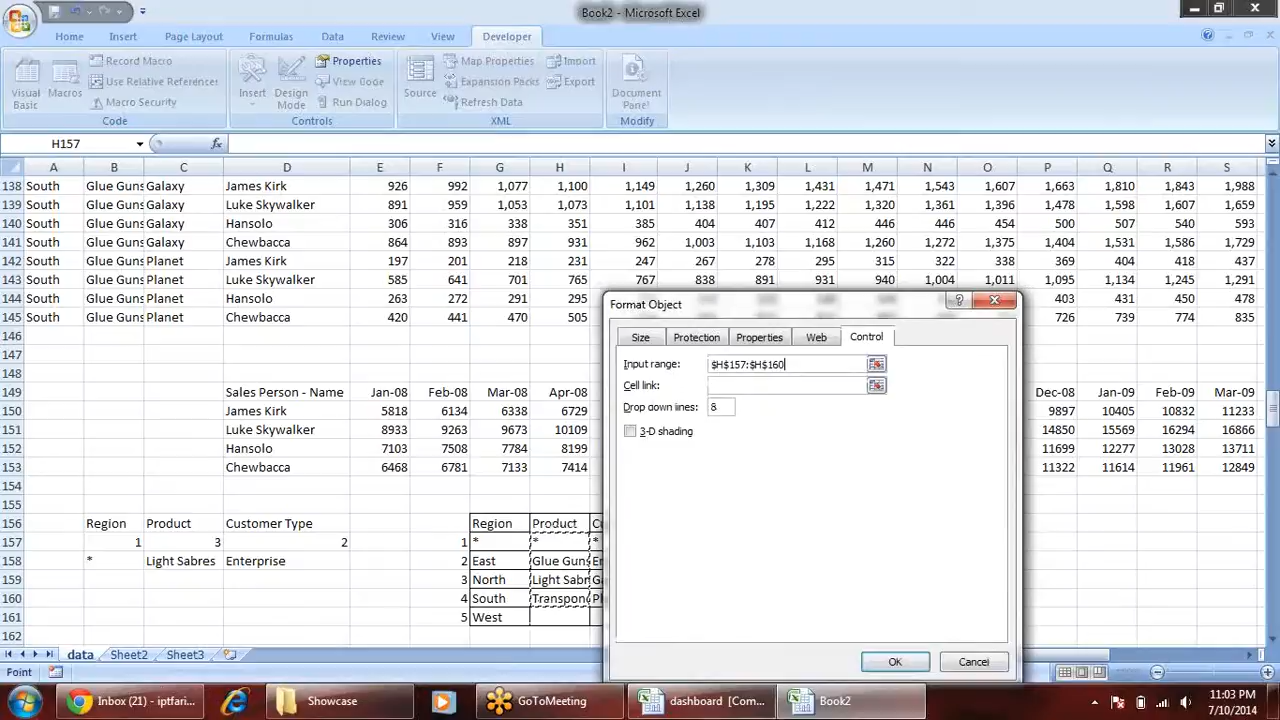 Book2 - Microsoft Excel
Home Insert Page Layout Formulas Data Review View Developer
Visual Basic Macros Record Macro Use Relative References Macro Security Code
Insert Design Mode Properties View Code Run Dialog Controls
Source Map Properties Expansion Packs Refresh Data Import Export XML
Document Panel Modify
H157 fx
A B C D E F G H I J K L M N O P Q R S
138 South Glue Guns Galaxy James Kirk 926 992 1,077 1,100 1,149 1,260 1,309 1,431 1,471 1,543 1,607 1,663 1,810 1,843 1,988
139 South Glue Guns Galaxy Luke Skywalker 891 959 1,053 1,073 1,101 1,138 1,195 1,222 1,320 1,361 1,396 1,478 1,598 1,607 1,659
140 South Glue Guns Galaxy Hansolo 306 316 338 351 385 404 407 412 446 446 454 500 507 540 593
141 South Glue Guns Galaxy Chewbacca 864 893 897 931 962 1,003 1,103 1,168 1,260 1,272 1,375 1,404 1,531 1,586 1,729
142 South Glue Guns Planet James Kirk 197 201 218 231 247 267 278 295 315 322 338 369 404 418 437
143 South Glue Guns Planet Luke Skywalker 585 641 701 765 767 838 891 931 940 1,004 1,011 1,095 1,134 1,245 1,291
144 South Glue Guns Planet Hansolo 263 272 291 295 403 431 450 478
145 South Glue Guns Planet Chewbacca 420 441 470 505 726 739 774 835
146
147
148
149 Sales Person - Name Jan-08 Feb-08 Mar-08 Apr-08 Dec-08 Jan-09 Feb-09 Mar-09
150 James Kirk 5818 6134 6338 6729 9897 10405 10832 11233
151 Luke Skywalker 8933 9263 9673 10109 14850 15569 16294 16866
152 Hansolo 7103 7508 7784 8199 11699 12277 13028 13711
153 Chewbacca 6468 6781 7133 7414 11322 11614 11961 12849
154
155
156 Region Product Customer Type Region Product
157 1 3 2 1 * * *
158 * Light Sabres Enterprise 2 East Glue Guns
159 3 North Light Sabr
160 4 South Transpon
161 5 West
162
Format Object
Size Protection Properties Web Control
Input range: $H$157:$H$160
Cell link:
Drop down lines: 8
3-D shading
OK Cancel
data Sheet2 Sheet3
Point
Inbox (21) - iptfari... Showcase GoToMeeting dashboard [Com... Book2
11:03 PM
7/10/2014